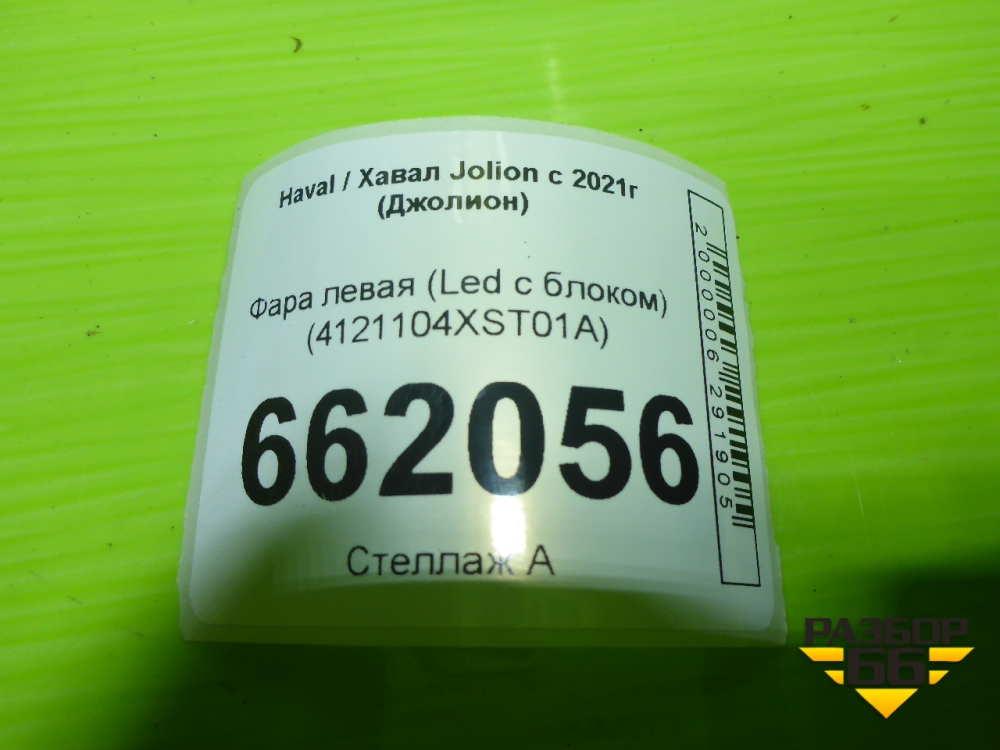 Haval / Хавал Jolion с 2021г
(Джолион)
Фара левая (Led с блоком)
(4121104XST01A)
662056
Стеллаж А
2000006291905
РАЗБОР
66